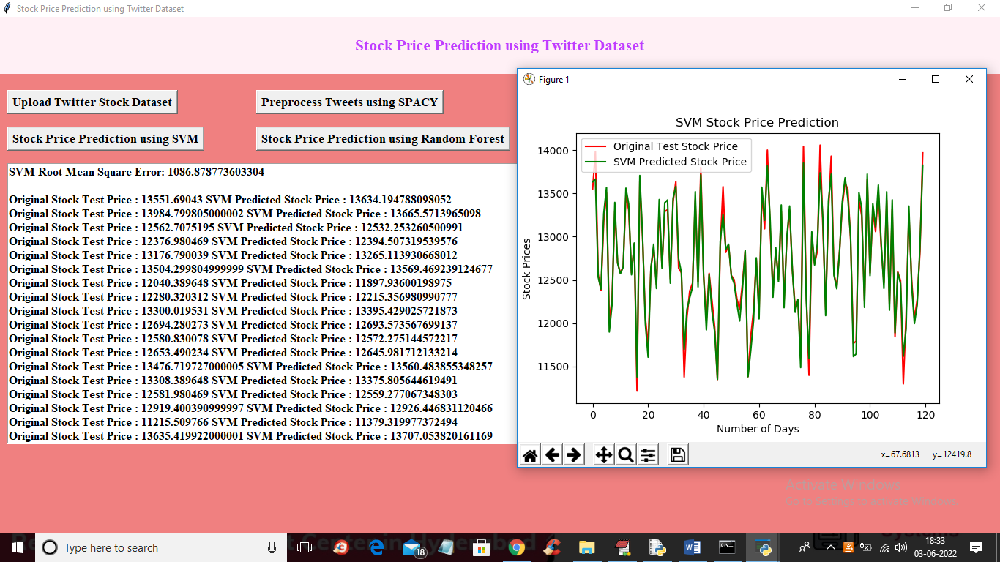 Stock Price Prediction using Twitter Dataset
Stock Price Prediction using Twitter Dataset
Upload Twitter Stock Dataset
Preprocess Tweets using SPACY
Stock Price Prediction using SVM
Stock Price Prediction using Random Forest
SVM Root Mean Square Error: 1086.878773603304
Original Stock Test Price : 13551.69043 SVM Predicted Stock Price : 13634.194788098052
Original Stock Test Price : 13984.799805000002 SVM Predicted Stock Price : 13665.5713965098
Original Stock Test Price : 12562.7075195 SVM Predicted Stock Price : 12532.253260500991
Original Stock Test Price : 12376.980469 SVM Predicted Stock Price : 12394.507319539576
Original Stock Test Price : 13176.790039 SVM Predicted Stock Price : 13265.113930668012
Original Stock Test Price : 13504.299804999999 SVM Predicted Stock Price : 13569.469239124677
Original Stock Test Price : 12040.389648 SVM Predicted Stock Price : 11897.93600198975
Original Stock Test Price : 12280.320312 SVM Predicted Stock Price : 12215.356980990777
Original Stock Test Price : 13300.019531 SVM Predicted Stock Price : 13395.429025721873
Original Stock Test Price : 12694.280273 SVM Predicted Stock Price : 12693.573567699137
Original Stock Test Price : 12580.830078 SVM Predicted Stock Price : 12572.275144572217
Original Stock Test Price : 12653.490234 SVM Predicted Stock Price : 12645.981712133214
Original Stock Test Price : 13476.719727000005 SVM Predicted Stock Price : 13560.483855348257
Original Stock Test Price : 13308.389648 SVM Predicted Stock Price : 13375.805644619491
Original Stock Test Price : 12581.980469 SVM Predicted Stock Price : 12559.277067348303
Original Stock Test Price : 12919.400390999997 SVM Predicted Stock Price : 12926.446831120466
Original Stock Test Price : 11215.509766 SVM Predicted Stock Price : 11379.319977372494
Original Stock Test Price : 13635.419922000001 SVM Predicted Stock Price : 13707.053820161169
Figure 1
SVM Stock Price Prediction
Original Test Stock Price
SVM Predicted Stock Price
Stock Prices
14000
13500
13000
12500
12000
11500
0 20 40 60 80 100 120
Number of Days
x=67.6813 y=12419.8
Activate Windows
Go to Settings to activate Windows.
Type here to search
18
18:33
03-06-2022